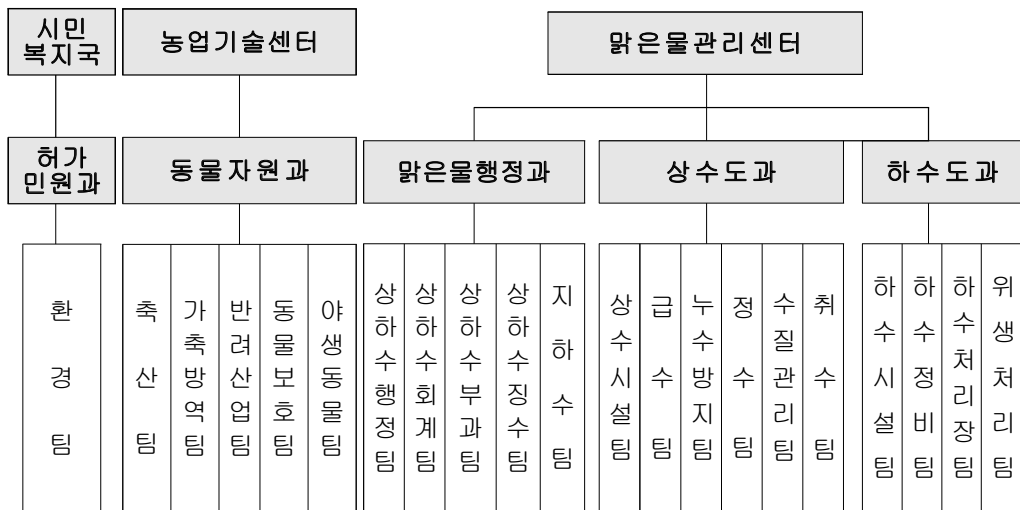 시민
복지국
농업기술센터
맑은물관리센터
허가
민원과
동물자원과
맑은물행정과
상수도과
하수도과
환경팀
축산팀
가축방역팀
반려산업팀
동물보호팀
야생동물팀
상하수행정팀
상하수회계팀
상하수부과팀
상하수징수팀
지하수팀
상수시설팀
급수팀
누수방지팀
정수팀
수질관리팀
취수팀
하수시설팀
하수정비팀
하수처리장팀
위생처리팀